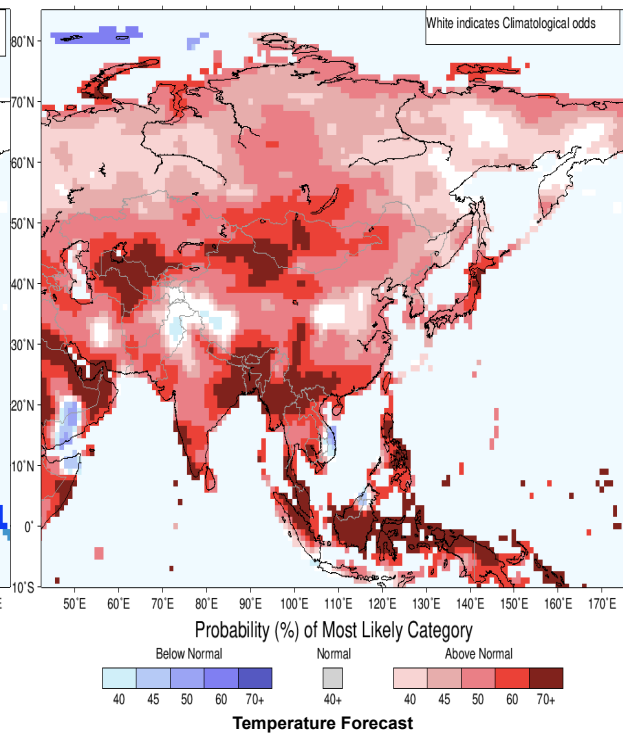 White indicates Climatological odds
80°N
70°N
60°N
50°N
40°N
30°N
20°N
10°N
0°
10°S
50°E 60°E 70°E 80°E 90°E 100°E 110°E 120°E 130°E 140°E 150°E 160°E 170°E
Probability (%) of Most Likely Category
Below Normal Normal Above Normal
40 45 50 60 70+ 40+ 40 45 50 60 70+
Temperature Forecast